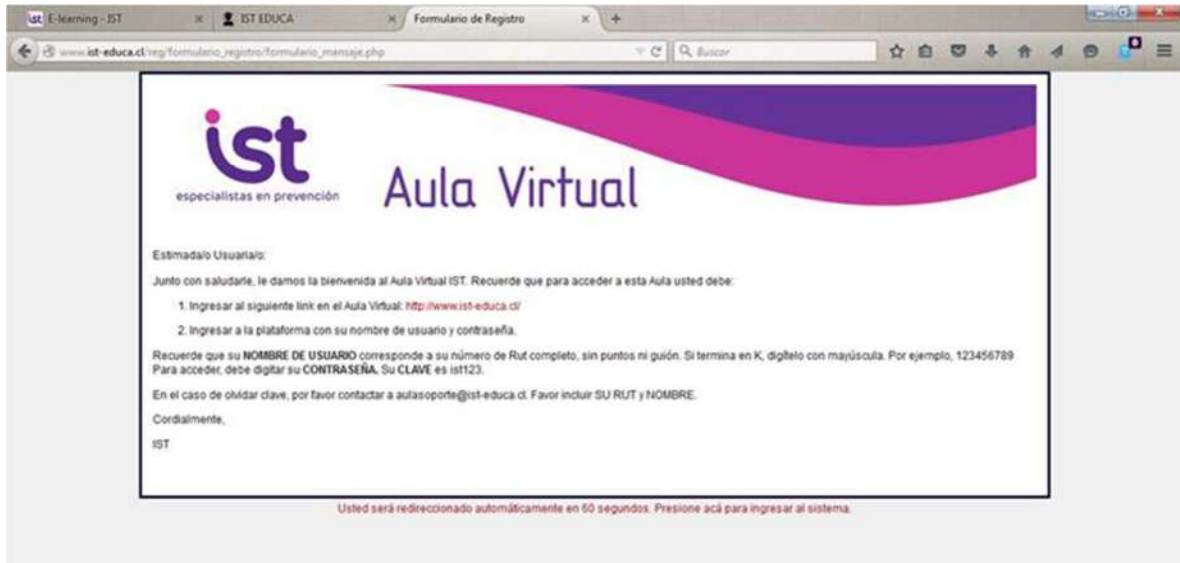 E-learning - IST
IST EDUCA
Formulario de Registro
www.ist-educa.cl/reg/formulario_registro/formulario_mensaje.php
Buscar
ist
especialistas en prevención
Aula Virtual
Estimada/o Usuaria/o:
Junto con saludarle, le damos la bienvenida al Aula Virtual IST. Recuerde que para acceder a esta Aula usted debe:
1. Ingresar al siguiente link en el Aula Virtual: http://www.ist-educa.cl/
2. Ingresar a la plataforma con su nombre de usuario y contraseña.
Recuerde que su NOMBRE DE USUARIO corresponde a su número de Rut completo, sin puntos ni guión. Si termina en K, digítelo con mayúscula. Por ejemplo, 123456789
Para acceder, debe digitar su CONTRASEÑA. Su CLAVE es ist123.
En el caso de olvidar clave, por favor contactar a aulasoporte@ist-educa.cl. Favor incluir SU RUT y NOMBRE.
Cordialmente,
IST
Usted será redireccionado automáticamente en 60 segundos. Presione acá para ingresar al sistema.